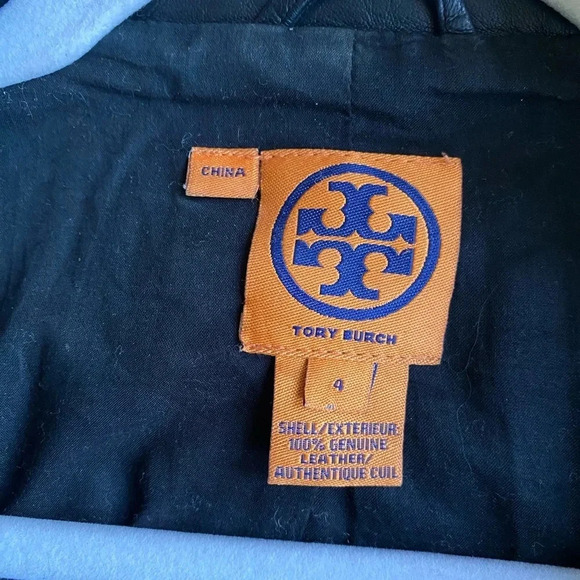 CHINA
TORY BURCH
4
SHELL/EXTERIEUR:
100% GENUINE
LEATHER/
AUTHENTIQUE CUIL